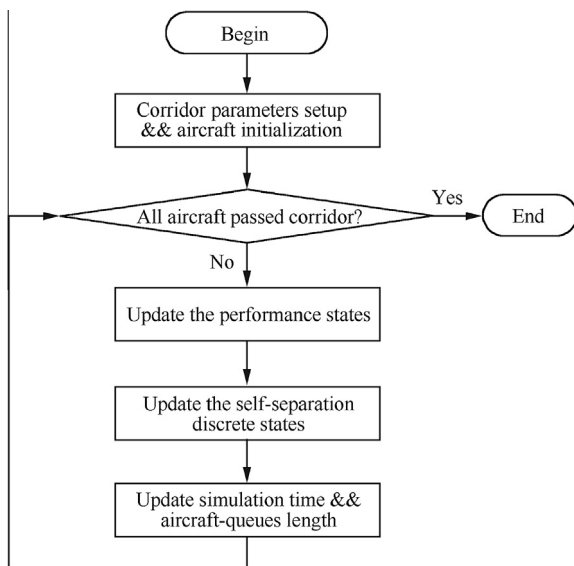 Begin
Corridor parameters setup
&& aircraft initialization
All aircraft passed corridor?
Yes
End
No
Update the performance states
Update the self-separation
discrete states
Update simulation time &&
aircraft-queues length